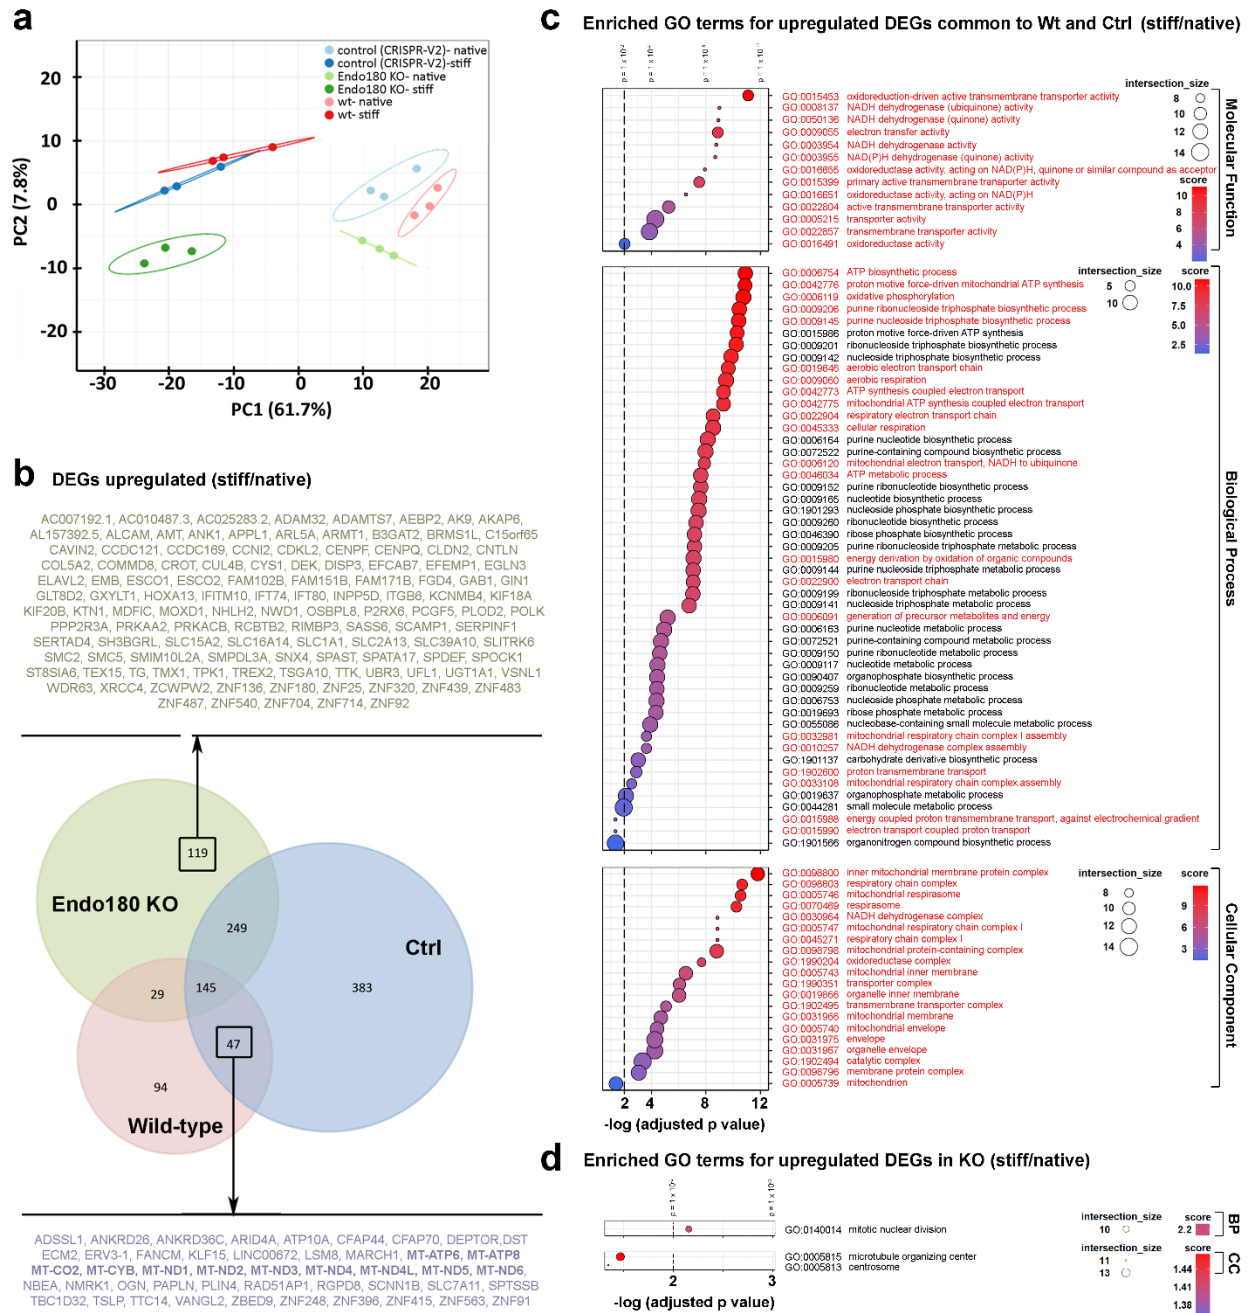 a
control (CRISPR-V2)- native
control (CRISPR-V2)-stiff
Endo180 KO- native
Endo180 KO- stiff
wt- native
wt- stiff
20
10
0
-10
-20
PC2 (7.8%)
-30
-20
-10
0
10
20
PC1 (61.7%)
b DEGs upregulated (stiff/native)
AC007192.1, AC010487.3, AC025283.2, ADAM32, ADAMTS7, AEBP2, AK9, AKAP6,
AL157392.5, ALCAM, AMT, ANK1, APPL1, ARL5A, ARMT1, B3GAT2, BRMS1L, C15orf65
CAVIN2, CCDC121, CCDC169, CCNI2, CDKL2, CENPF, CENPQ, CLDN2, CNTLN
COL5A2, COMMD8, CROT, CUL4B, CYS1, DEK, DISP3, EFCAB7, EFEMP1, EGLN3
ELAVL2, EMB, ESCO1, ESCO2, FAM102B, FAM151B, FAM171B, FGD4, GAB1, GIN1
GLT8D2, GXYLT1, HOXA13, IFITM10, IFT74, IFT80, INPP5D, ITGB6, KCNMB4, KIF18A
KIF20B, KTN1, MDFIC, MOXD1, NHLH2, NWD1, OSBPL8, P2RX6, PCGF5, PLOD2, POLK
PPP2R3A, PRKAA2, PRKACB, RCBTB2, RIMBP3, SASS6, SCAMP1, SERPINF1
SERTAD4, SH3BGRL, SLC15A2, SLC16A14, SLC1A1, SLC2A13, SLC39A10, SLITRK6
SMC2, SMC5, SMIM10L2A, SMPDL3A, SNX4, SPAST, SPATA17, SPDEF, SPOCK1
ST8SIA6, TEX15, TG, TMX1, TPK1, TREX2, TSGA10, TTK, UBR3, UFL1, UGT1A1, VSNL1
WDR63, XRCC4, ZCWPW2, ZNF136, ZNF180, ZNF25, ZNF320, ZNF439, ZNF483
ZNF487, ZNF540, ZNF704, ZNF714, ZNF92
119
Endo180 KO
249
Ctrl
29
145
383
47
94
Wild-type
ADSSL1, ANKRD26, ANKRD36C, ARID4A, ATP10A, CFAP44, CFAP70, DEPTOR,DST
ECM2, ERV3-1, FANCM, KLF15, LINC00672, LSM8, MARCH1, MT-ATP6, MT-ATP8
MT-CO2, MT-CYB, MT-ND1, MT-ND2, MT-ND3, MT-ND4, MT-ND4L, MT-ND5, MT-ND6,
NBEA, NMRK1, OGN, PAPLN, PLIN4, RAD51AP1, RGPD8, SCNN1B, SLC7A11, SPTSSB
TBC1D32, TSLP, TTC14, VANGL2, ZBED9, ZNF248, ZNF396, ZNF415, ZNF563, ZNF91
c Enriched GO terms for upregulated DEGs common to Wt and Ctrl (stiff/native)
GO:0015453 oxidoreduction-driven active transmembrane transporter activity
GO:0008137 NADH dehydrogenase (ubiquinone) activity
GO:0050136 NADH dehydrogenase (quinone) activity
GO:0009055 electron transfer activity
GO:0003954 NADH dehydrogenase activity
GO:0003955 NAD(P)H dehydrogenase (quinone) activity
GO:0016655 oxidoreductase activity, acting on NAD(P)H, quinone or similar compound as acceptor
GO:0015399 primary active transmembrane transporter activity
GO:0016651 oxidoreductase activity, acting on NAD(P)H
GO:0022804 active transmembrane transporter activity
GO:0005215 transporter activity
GO:0022857 transmembrane transporter activity
GO:0016491 oxidoreductase activity
intersection_size
8
10
12
14
score
10
8
6
4
Molecular Function
GO:0006754 ATP biosynthetic process
GO:0042776 proton motive force-driven mitochondrial ATP synthesis
GO:0006119 oxidative phosphorylation
GO:0009206 purine ribonucleoside triphosphate biosynthetic process
GO:0009145 purine nucleoside triphosphate biosynthetic process
GO:0015986 proton motive force-driven ATP synthesis
GO:0009201 ribonucleoside triphosphate biosynthetic process
GO:0009142 nucleoside triphosphate biosynthetic process
GO:0019646 aerobic electron transport chain
GO:0009060 aerobic respiration
GO:0042773 ATP synthesis coupled electron transport
GO:0042775 mitochondrial ATP synthesis coupled electron transport
GO:0022904 respiratory electron transport chain
GO:0045333 cellular respiration
GO:0006164 purine nucleotide biosynthetic process
GO:0072522 purine-containing compound biosynthetic process
GO:0006120 mitochondrial electron transport, NADH to ubiquinone
GO:0046034 ATP metabolic process
GO:0009152 purine ribonucleotide biosynthetic process
GO:0009165 nucleotide biosynthetic process
GO:1901293 nucleoside phosphate biosynthetic process
GO:0009260 ribonucleotide biosynthetic process
GO:0046390 ribose phosphate biosynthetic process
GO:0009205 purine ribonucleoside triphosphate metabolic process
GO:0015980 energy derivation by oxidation of organic compounds
GO:0009144 purine nucleoside triphosphate metabolic process
GO:0022900 electron transport chain
GO:0009199 ribonucleoside triphosphate metabolic process
GO:0009141 nucleoside triphosphate metabolic process
GO:0006091 generation of precursor metabolites and energy
GO:0006163 purine nucleotide metabolic process
GO:0072521 purine-containing compound metabolic process
GO:0009150 purine ribonucleotide metabolic process
GO:0009117 nucleotide metabolic process
GO:0090407 organophosphate biosynthetic process
GO:0009259 ribonucleotide metabolic process
GO:0006753 nucleoside phosphate metabolic process
GO:0019693 ribose phosphate metabolic process
GO:0055086 nucleobase-containing small molecule metabolic process
GO:0032981 mitochondrial respiratory chain complex I assembly
GO:0010257 NADH dehydrogenase complex assembly
GO:1901137 carbohydrate derivative biosynthetic process
GO:1902600 proton transmembrane transport
GO:0033108 mitochondrial respiratory chain complex assembly
GO:0019637 organophosphate metabolic process
GO:0044281 small molecule metabolic process
GO:0015988 energy coupled proton transmembrane transport, against electrochemical gradient
GO:0015990 electron transport coupled proton transport
GO:1901566 organonitrogen compound biosynthetic process
intersection_size
5
10
score
10.0
7.5
5.0
2.5
Biological Process
GO:0098800 inner mitochondrial membrane protein complex
GO:0098803 respiratory chain complex
GO:0005746 mitochondrial respirasome
GO:0070469 respirasome
GO:0030964 NADH dehydrogenase complex
GO:0005747 mitochondrial respiratory chain complex I
GO:0045271 respiratory chain complex I
GO:0098798 mitochondrial protein-containing complex
GO:1990204 oxidoreductase complex
GO:0005743 mitochondrial inner membrane
GO:1990351 transporter complex
GO:0019866 organelle inner membrane
GO:1902495 transmembrane transporter complex
GO:0031966 mitochondrial membrane
GO:0005740 mitochondrial envelope
GO:0031975 envelope
GO:0031967 organelle envelope
GO:1902494 catalytic complex
GO:0098796 membrane protein complex
GO:0005739 mitochondrion
intersection_size
8
10
12
14
score
9
6
3
Cellular Component
2
4
8
12
-log (adjusted p value)
d Enriched GO terms for upregulated DEGs in KO (stiff/native)
GO:0140014 mitotic nuclear division
intersection_size
10
score
2.2
BP
GO:0005815 microtubule organizing center
GO:0005813 centrosome
intersection_size
11
13
score
1.44
1.41
1.38
CC
2
3
-log (adjusted p value)